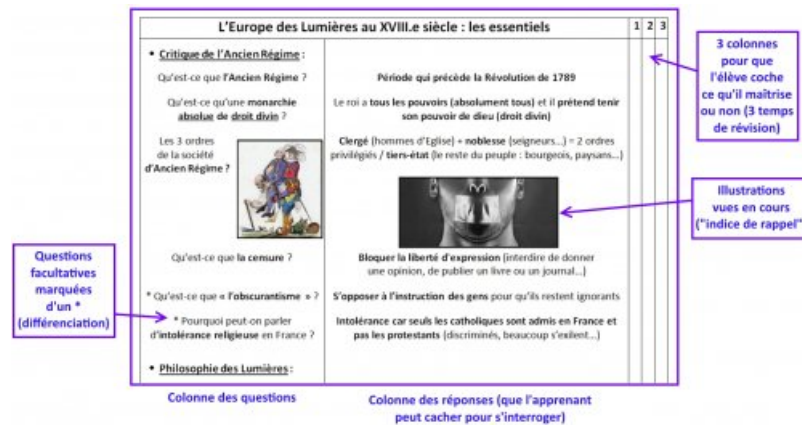 L'Europe des Lumières au XVIII.e siècle : les essentiels
1 2 3
• Critique de l'Ancien Régime :
Qu'est-ce que l'Ancien Régime ?
Période qui précède la Révolution de 1789
Qu'est-ce qu'une monarchie
absolue de droit divin ?
Le roi a tous les pouvoirs (absolument tous) et il prétend tenir
son pouvoir de dieu (droit divin)
Les 3 ordres
de la société
d'Ancien Régime ?
Clergé (hommes d'Eglise) + noblesse (seigneurs...) = 2 ordres
privilégiés / tiers-état (le reste du peuple : bourgeois, paysans...)
Qu'est-ce que la censure ?
Bloquer la liberté d'expression (interdire de donner
une opinion, de publier un livre ou un journal...)
* Qu'est-ce que « l'obscurantisme » ?
S'opposer à l'instruction des gens pour qu'ils restent ignorants
* Pourquoi peut-on parler
d'intolérance religieuse en France ?
Intolérance car seuls les catholiques sont admis en France et
pas les protestants (discriminés, beaucoup s'exilent...)
• Philosophie des Lumières :
3 colonnes
pour que
l'élève coche
ce qu'il maîtrise
ou non (3 temps
de révision)
Illustrations
vues en cours
("indice de rappel")
Questions
facultatives
marquées
d'un *
(différenciation)
Colonne des questions
Colonne des réponses (que l'apprenant
peut cacher pour s'interroger)